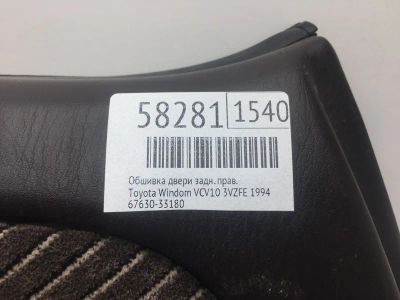 58281 1540
Обшивка двери задн. прав.
Toyota Windom VCV10 3VZFE 1994
67630-33180